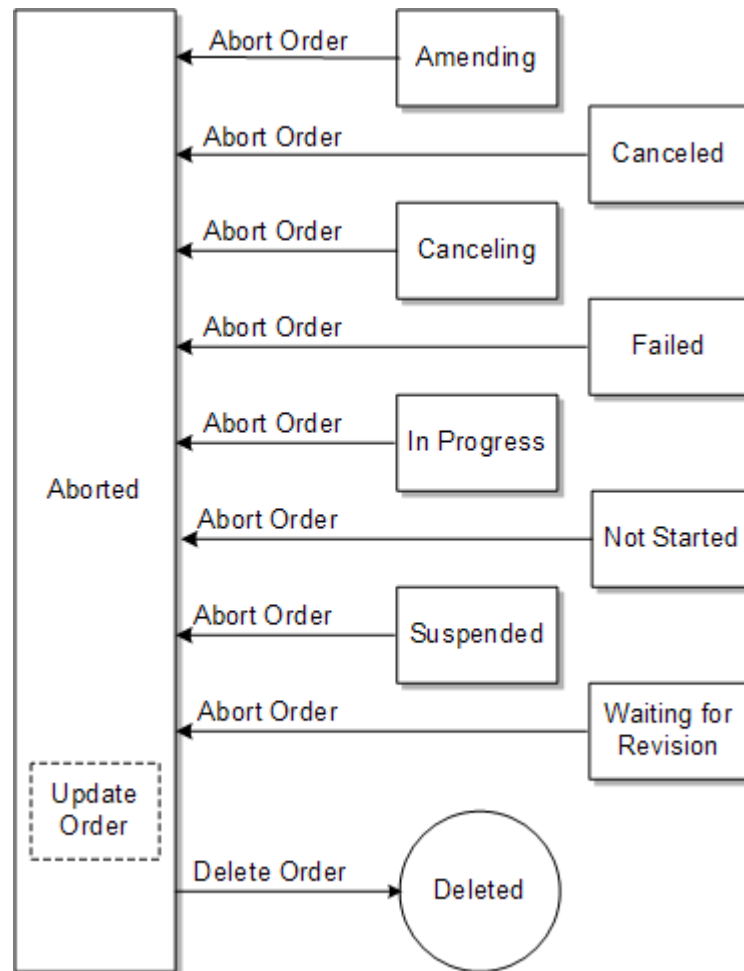 Abort Order
Amending
Abort Order
Canceled
Abort Order
Canceling
Abort Order
Failed
Abort Order
In Progress
Aborted
Abort Order
Not Started
Abort Order
Suspended
Abort Order
Waiting for
Revision
Update
Order
Delete Order
Deleted